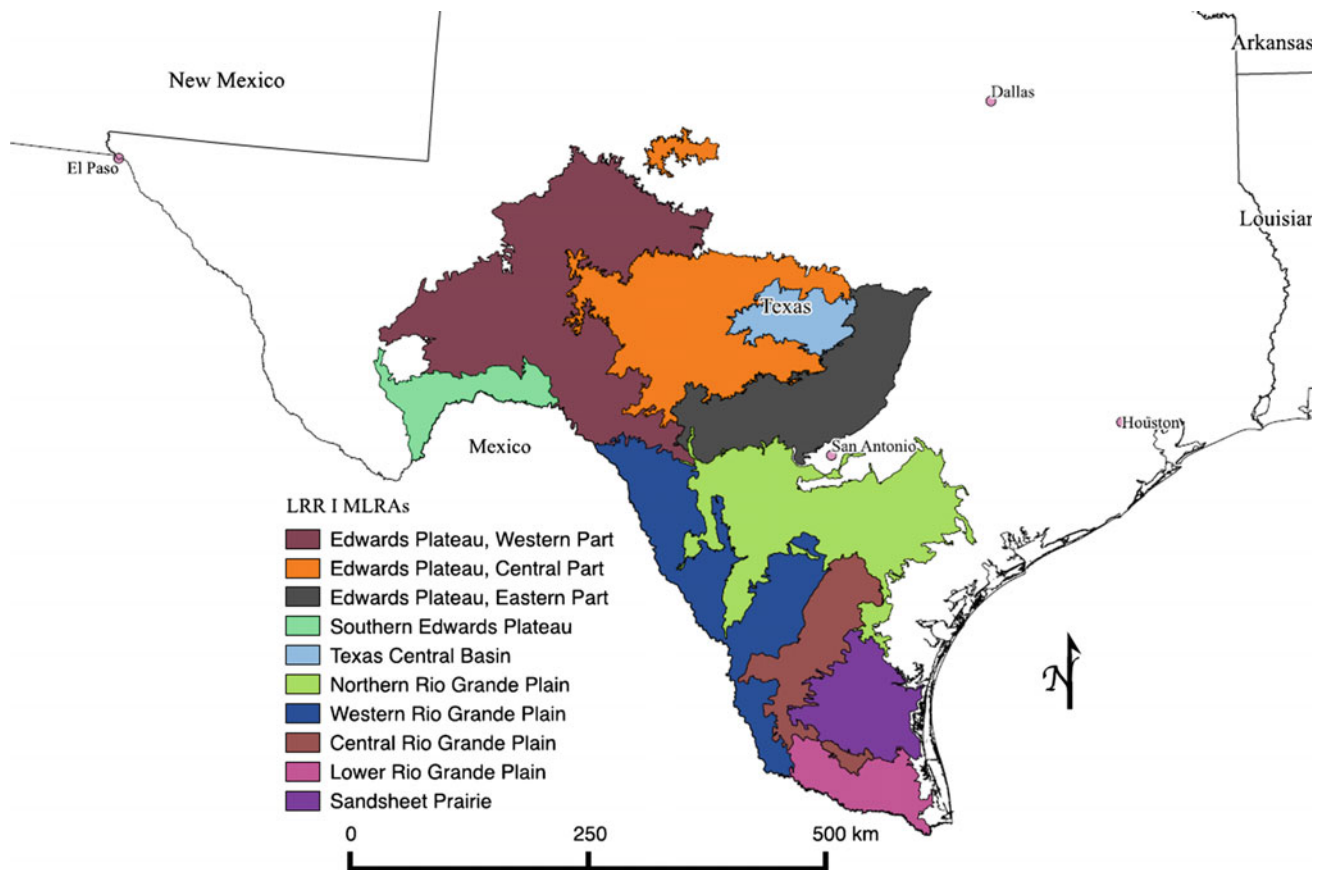 Arkansas
New Mexico
Dallas
El Paso
Louisian
Texas
Houston
San Antonio
Mexico
LRR I MLRAs
Edwards Plateau, Western Part
Edwards Plateau, Central Part
Edwards Plateau, Eastern Part
Southern Edwards Plateau
Texas Central Basin
Northern Rio Grande Plain
Western Rio Grande Plain
Central Rio Grande Plain
Lower Rio Grande Plain
Sandsheet Prairie
N
0 250 500 km